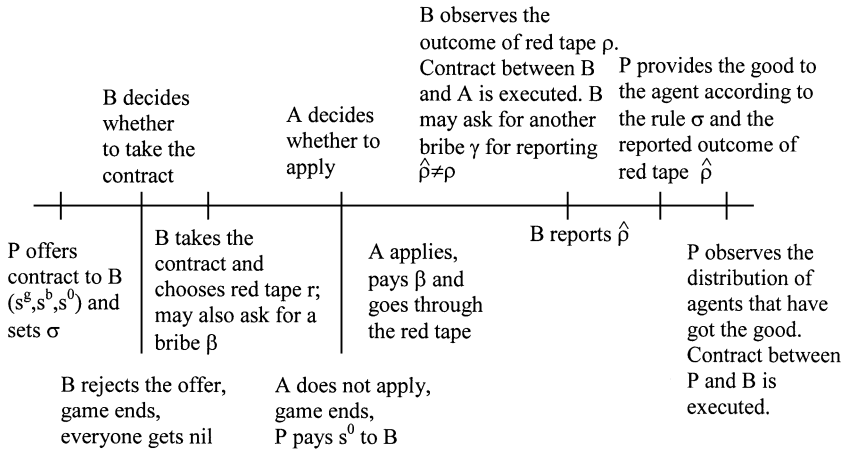 B observes the
outcome of red tape ρ.
Contract between B
and A is executed. B
may ask for another
bribe γ for reporting
ρ̂≠ρ
P provides the good to
the agent according to
the rule σ and the
reported outcome of
red tape ρ̂
B decides
whether
to take the
contract
A decides
whether to
apply
P offers
contract to B
(s^g,s^b,s^0) and
sets σ
B takes the
contract and
chooses red tape r;
may also ask for a
bribe β
A applies,
pays β and
goes through
the red tape
B reports ρ̂
P observes the
distribution of
agents that have
got the good.
Contract between
P and B is
executed.
B rejects the offer,
game ends,
everyone gets nil
A does not apply,
game ends,
P pays s^0 to B